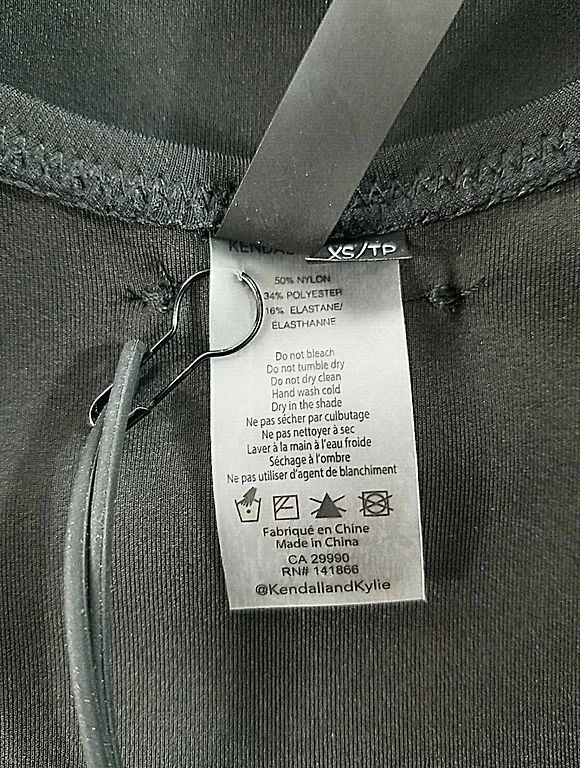 XS/TP
50% NYLON
34% POLYESTER
16% ELASTANE/
ÉLASTHANNE
Do not bleach
Do not tumble dry
Do not dry clean
Hand wash cold
Dry in the shade
Ne pas sécher par culbutage
Ne pas nettoyer à sec
Laver à la main à l'eau froide
Séchage à l'ombre
Ne pas utiliser d'agent de blanchiment
Fabriqué en Chine
Made in China
CA 29990
RN# 141866
@KendallandKylie